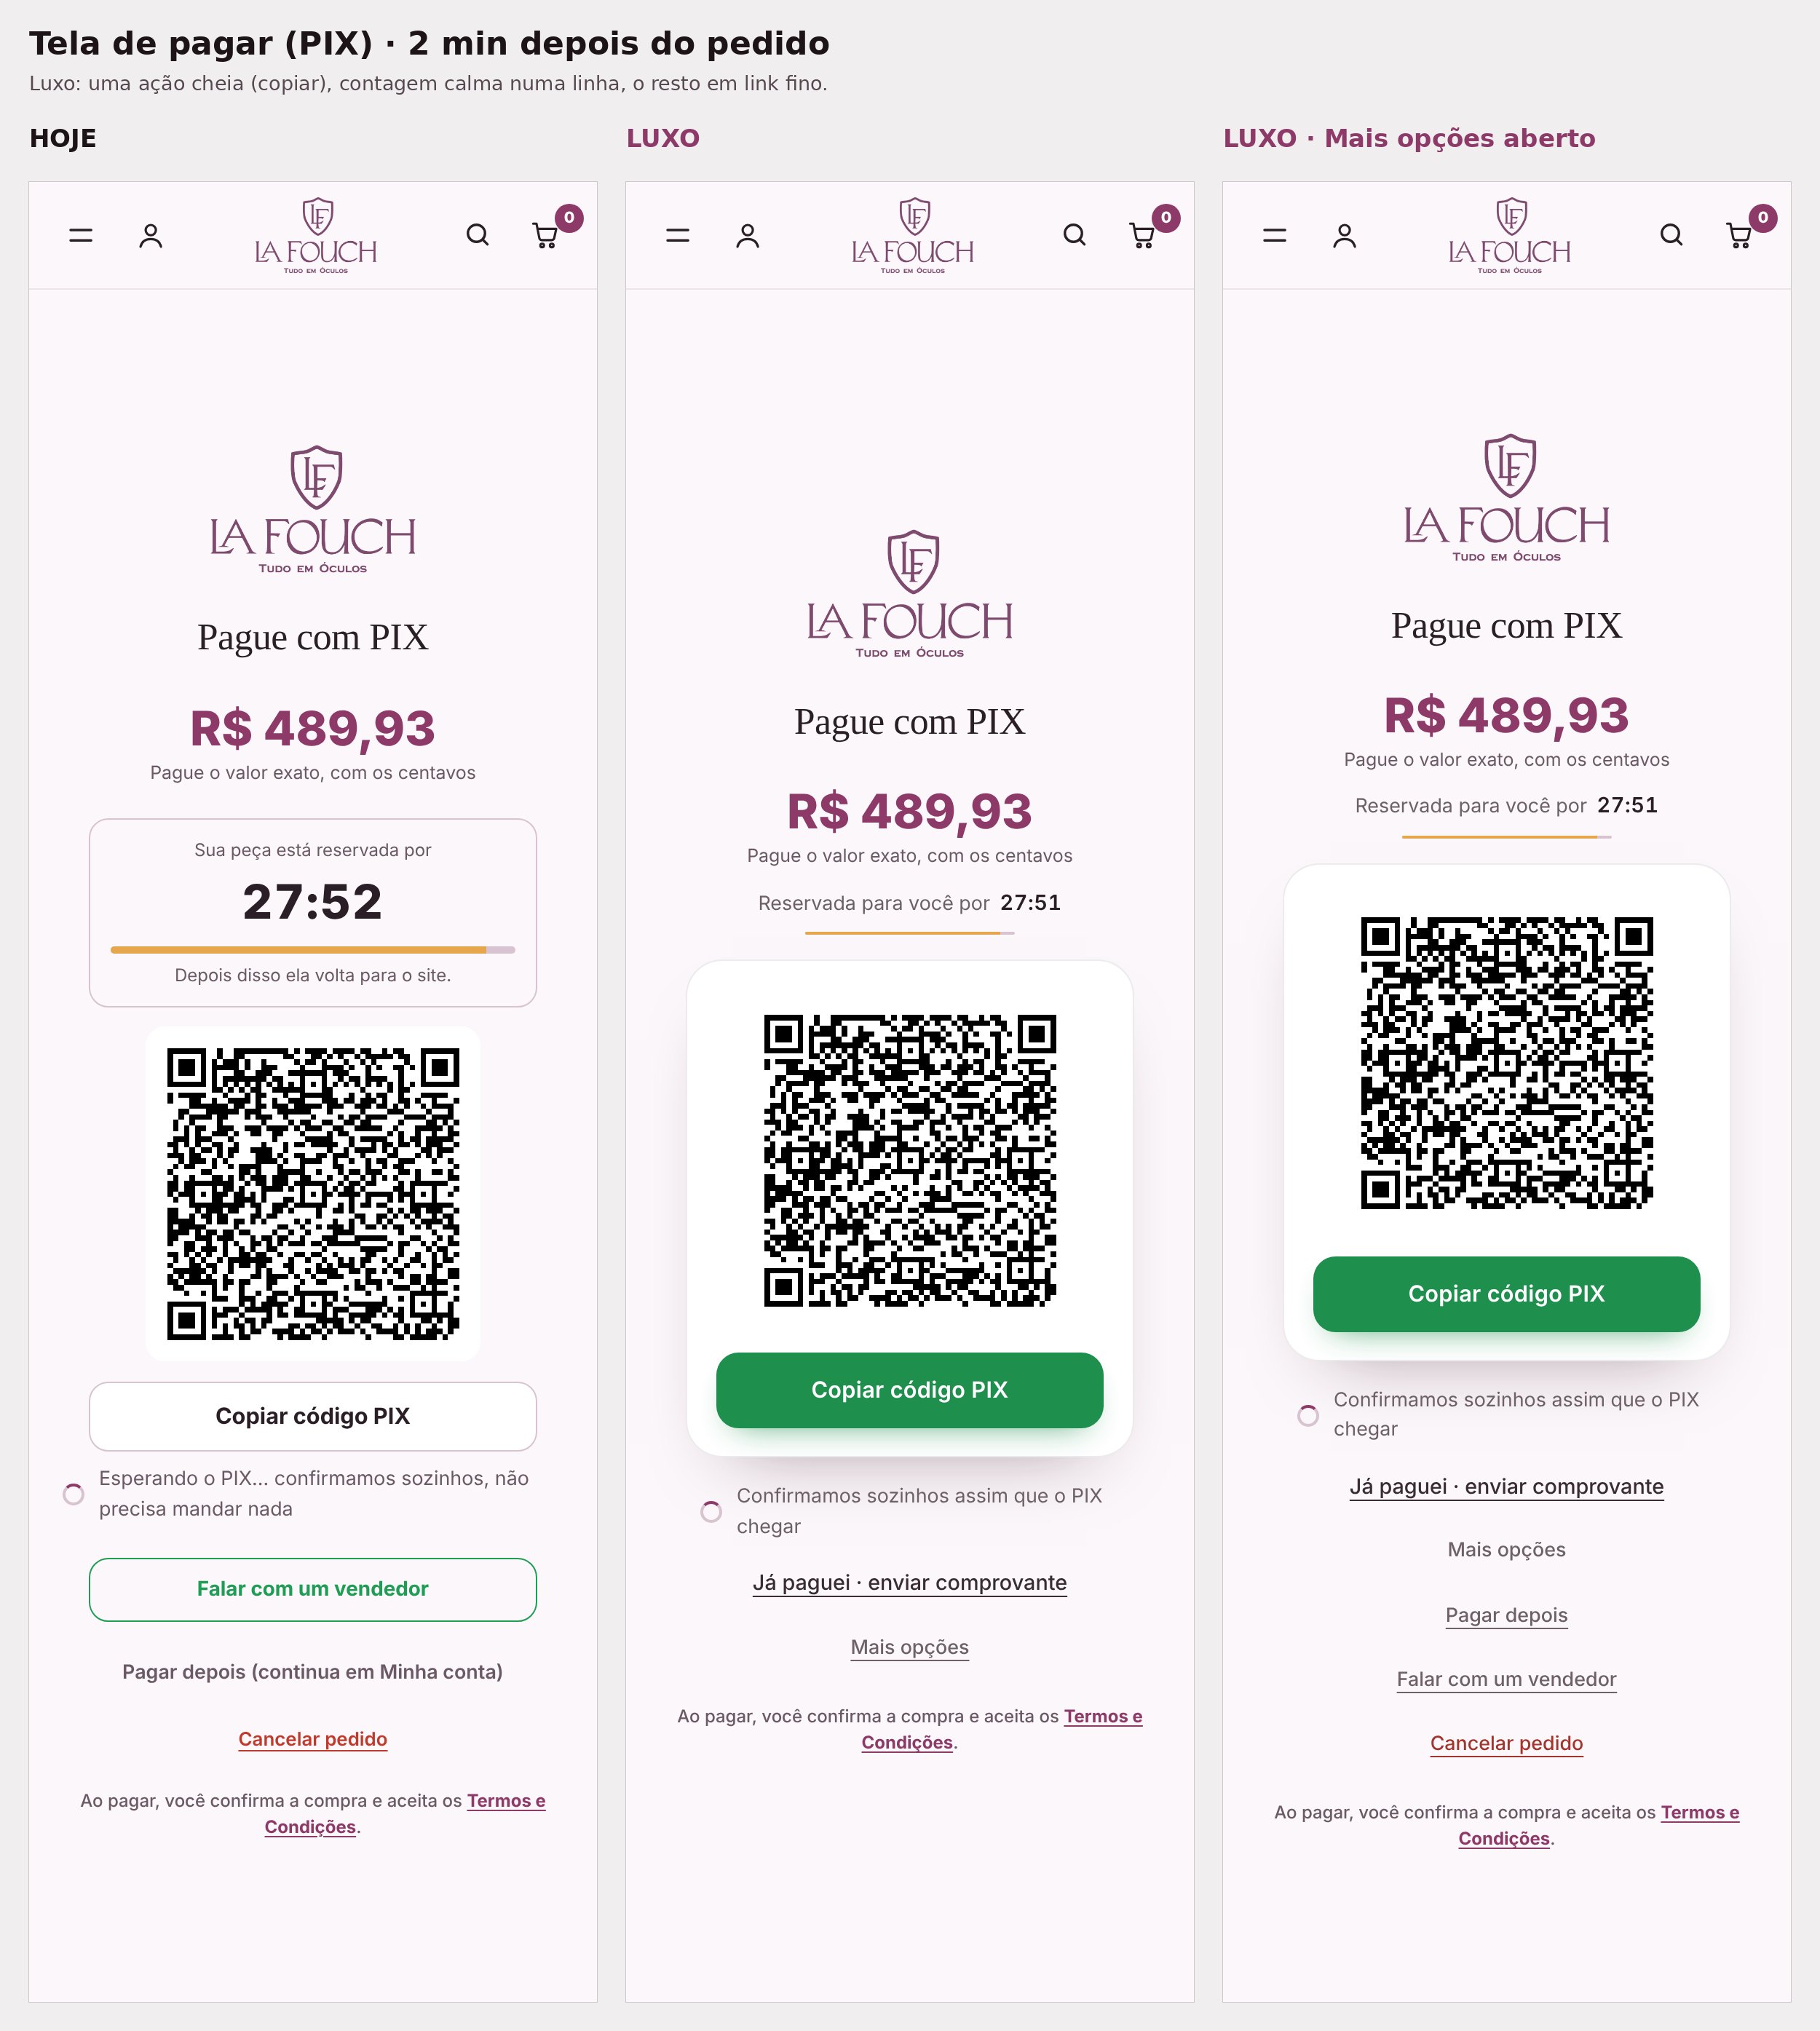 Tela de pagar (PIX) · 2 min depois do pedido
Luxo: uma ação cheia (copiar), contagem calma numa linha, o resto em link fino.
HOJE
LF
LA FOUCH
TUDO EM ÓCULOS
0
LF
LA FOUCH
TUDO EM ÓCULOS
Pague com PIX
R$ 489,93
Pague o valor exato, com os centavos
Sua peça está reservada por
27:52
Depois disso ela volta para o site.
Copiar código PIX
Esperando o PIX... confirmamos sozinhos, não
precisa mandar nada
Falar com um vendedor
Pagar depois (continua em Minha conta)
Cancelar pedido
Ao pagar, você confirma a compra e aceita os Termos e
Condições.
LUXO
LF
LA FOUCH
TUDO EM ÓCULOS
0
LF
LA FOUCH
TUDO EM ÓCULOS
Pague com PIX
R$ 489,93
Pague o valor exato, com os centavos
Reservada para você por 27:51
Copiar código PIX
Confirmamos sozinhos assim que o PIX
chegar
Já paguei · enviar comprovante
Mais opções
Ao pagar, você confirma a compra e aceita os Termos e
Condições.
LUXO · Mais opções aberto
LF
LA FOUCH
TUDO EM ÓCULOS
0
LF
LA FOUCH
TUDO EM ÓCULOS
Pague com PIX
R$ 489,93
Pague o valor exato, com os centavos
Reservada para você por 27:51
Copiar código PIX
Confirmamos sozinhos assim que o PIX
chegar
Já paguei · enviar comprovante
Mais opções
Pagar depois
Falar com um vendedor
Cancelar pedido
Ao pagar, você confirma a compra e aceita os Termos e
Condições.